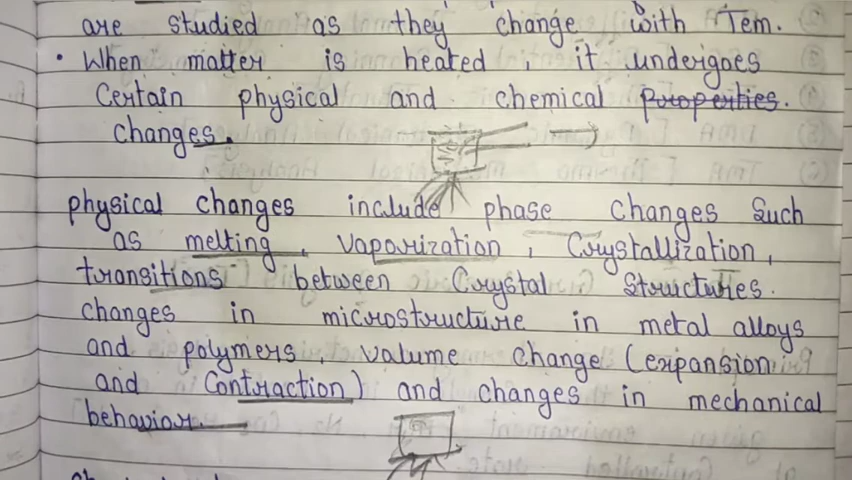 are studied as they change with Tem.
• When matter is heated, it undergoes
Certain physical and chemical properties.
changes.
physical changes include phase changes Such
as melting, vaporization, Crystallization,
transitions between Crystal Structures.
changes in microstructure in metal alloys
and polymers, valume change (expansion
and Contraction) and changes in mechanical
behavior.